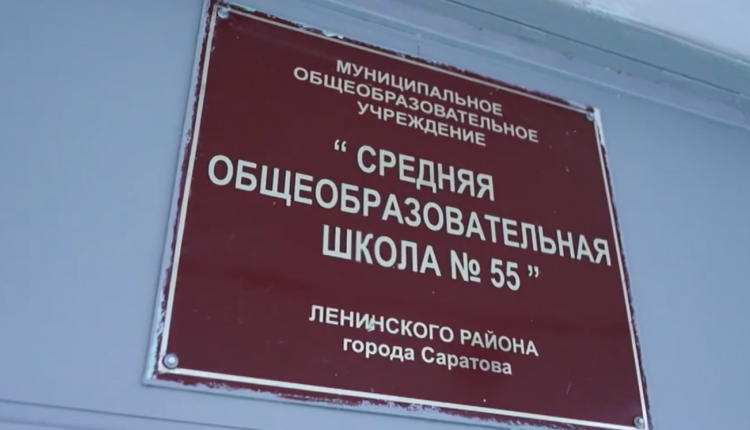 МУНИЦИПАЛЬНОЕ
ОБЩЕОБРАЗОВАТЕЛЬНОЕ
УЧРЕЖДЕНИЕ
“ СРЕДНЯЯ
ОБЩЕОБРАЗОВАТЕЛЬНАЯ
ШКОЛА № 55 ”
ЛЕНИНСКОГО РАЙОНА
города Саратова